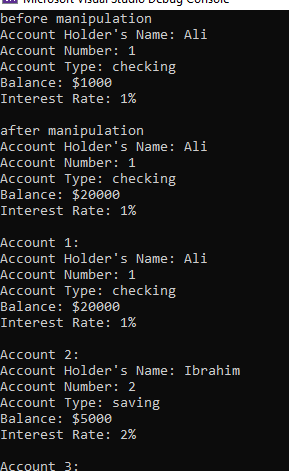 Microsoft Visual Studio Debug Console
before manipulation
Account Holder's Name: Ali
Account Number: 1
Account Type: checking
Balance: $1000
Interest Rate: 1%
after manipulation
Account Holder's Name: Ali
Account Number: 1
Account Type: checking
Balance: $20000
Interest Rate: 1%
Account 1:
Account Holder's Name: Ali
Account Number: 1
Account Type: checking
Balance: $20000
Interest Rate: 1%
Account 2:
Account Holder's Name: Ibrahim
Account Number: 2
Account Type: saving
Balance: $5000
Interest Rate: 2%
Account 3: